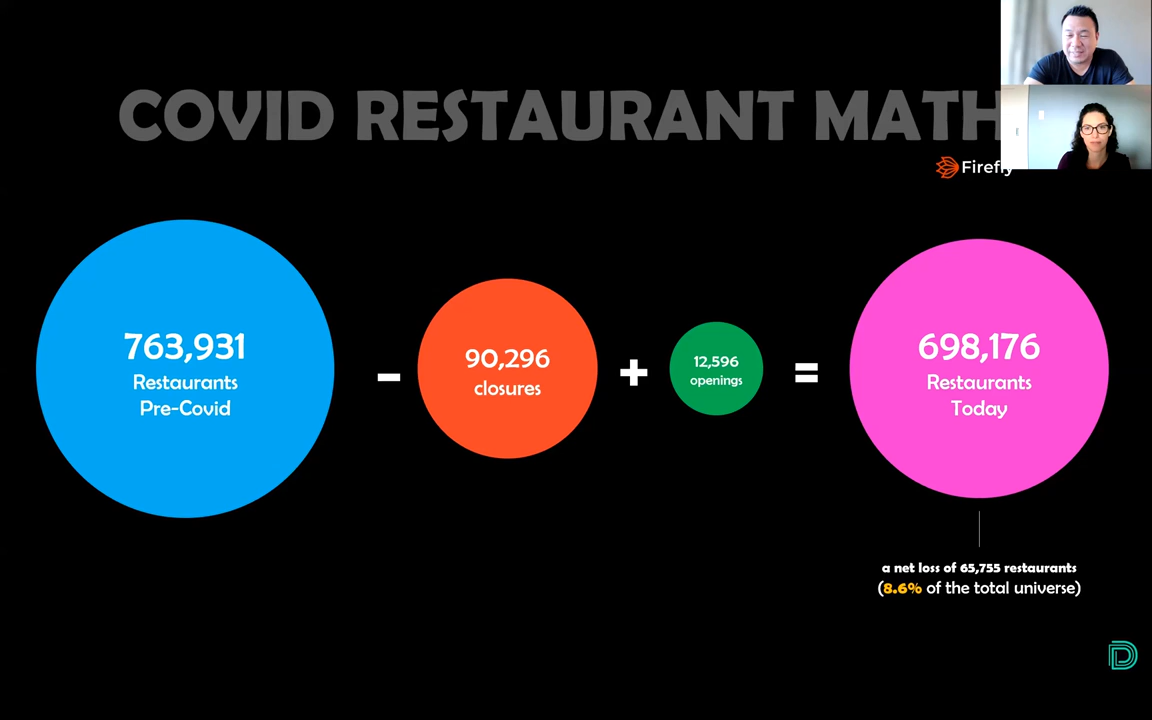 COVID RESTAURANT MATH
Firefly
763,931
Restaurants
Pre-Covid
-
90,296
closures
+
12,596
openings
=
698,176
Restaurants
Today
a net loss of 65,755 restaurants
(8.6% of the total universe)